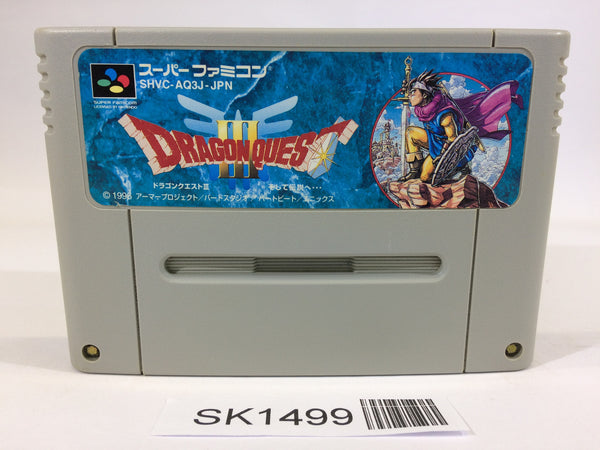 スーパーファミコン
SHVC-AQ3J-JPN
SUPER FAMICOM
LICENSED BY NINTENDO
DRAGON QUEST
III
ドラゴンクエストIII そして伝説へ…
© 1996 アーマープロジェクト/バードスタジオ/ハートビート/エニックス
SK1499